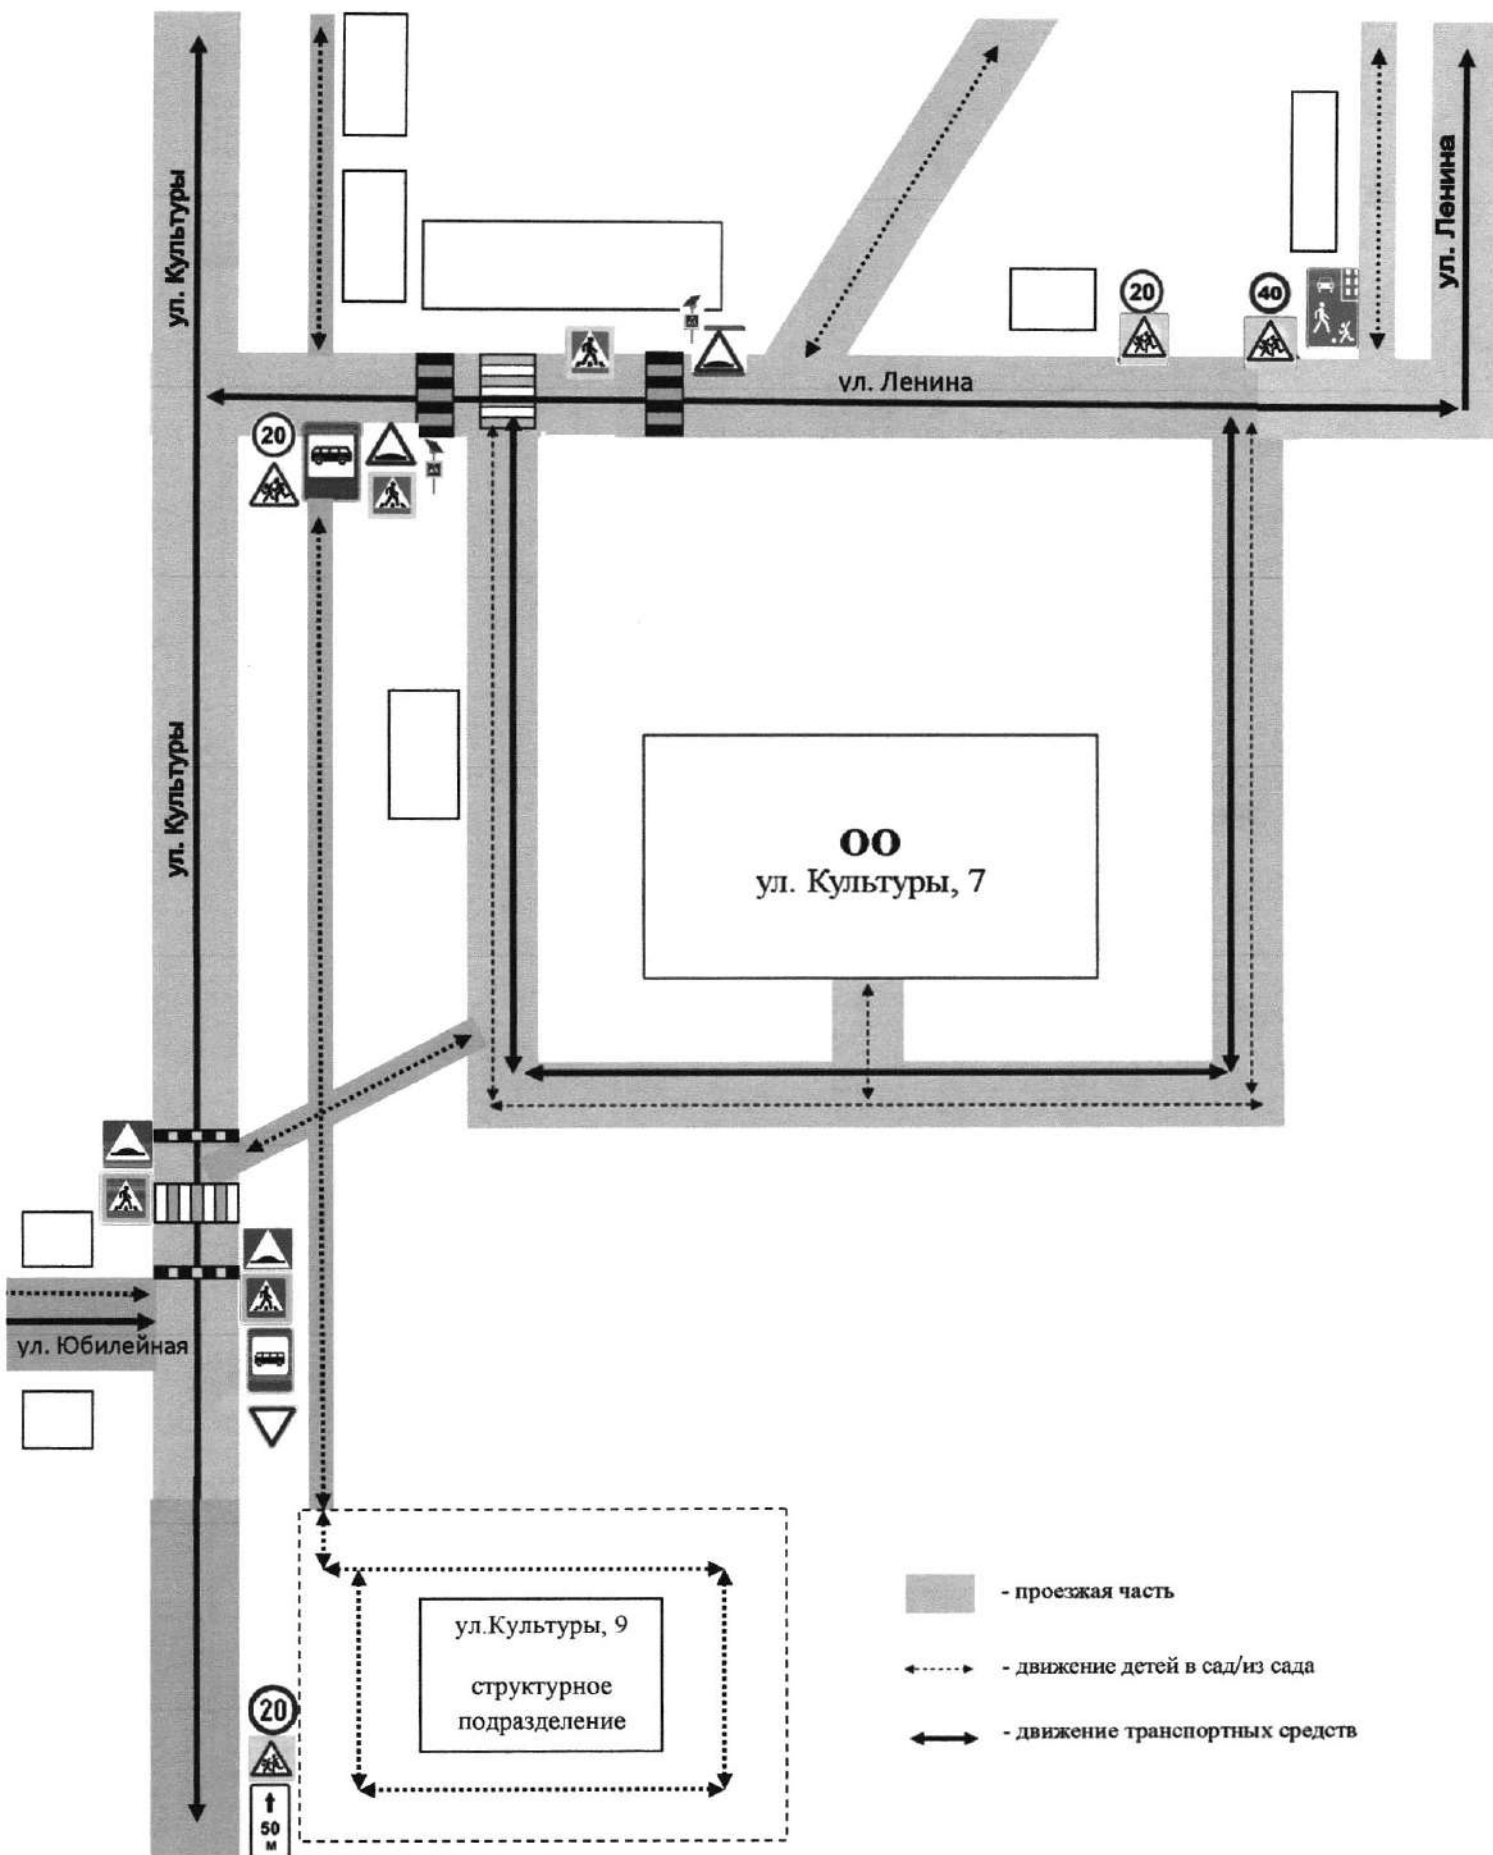 ул. Культуры
ул. Ленина
20
40
ул. Ленина
20
ул. Культуры
ОО
ул. Культуры, 7
ул. Юбилейная
ул.Культуры, 9
структурное
подразделение
20
50
м
- проезжая часть
- движение детей в сад/из сада
- движение транспортных средств